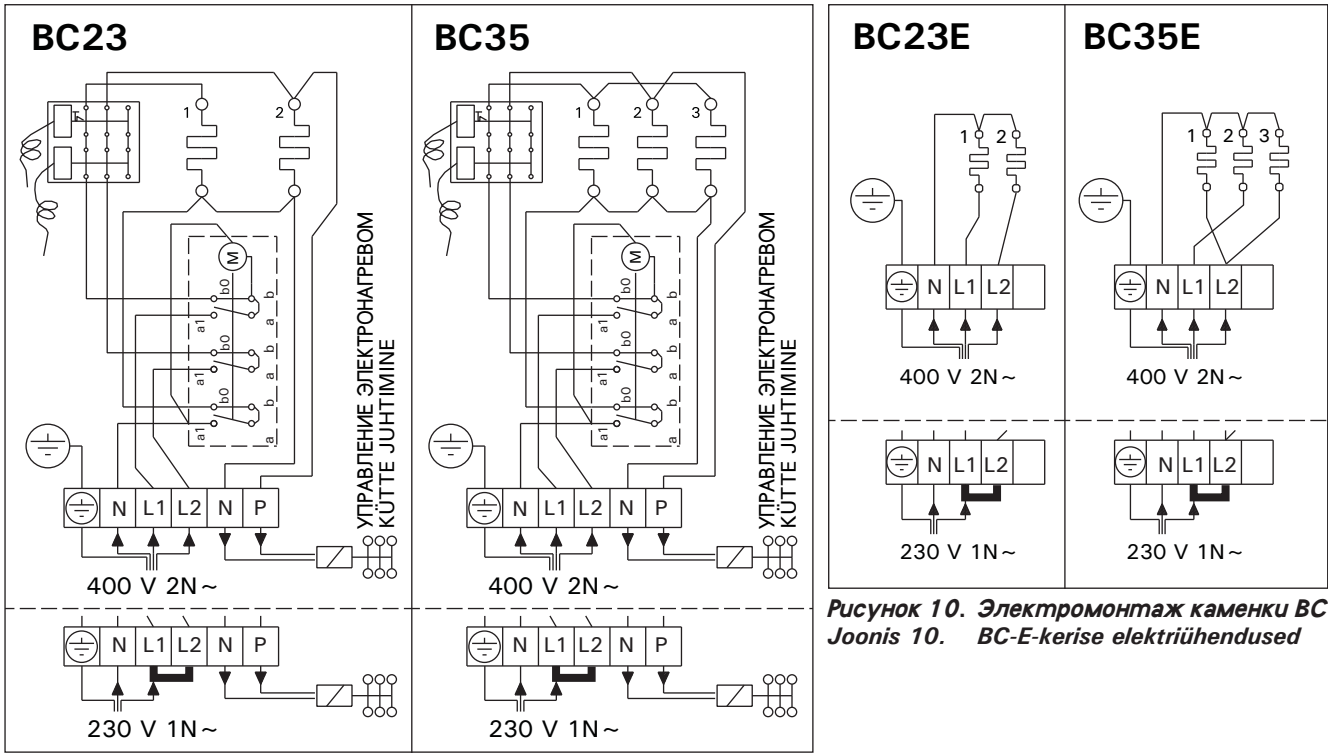 BC23
1
2
M
b0
b
a1
a
b0
b
a1
a
b0
b
a1
a
УПРАВЛЕНИЕ ЭЛЕКТРОНАГРЕВОМ
KÜTTE JUHTIMINE
N L1 L2 N P
400 V 2N~
N L1 L2 N P
230 V 1N~
BC35
1
2
3
M
b0
b
a1
a
b0
b
a1
a
b0
b
a1
a
УПРАВЛЕНИЕ ЭЛЕКТРОНАГРЕВОМ
KÜTTE JUHTIMINE
N L1 L2 N P
400 V 2N~
N L1 L2 N P
230 V 1N~
BC23E
1 2
N L1 L2
400 V 2N~
N L1 L2
230 V 1N~
BC35E
1 2 3
N L1 L2
400 V 2N~
N L1 L2
230 V 1N~
Рисунок 10. Электромонтаж каменки BC
Joonis 10. BC-E-kerise elektriühendused